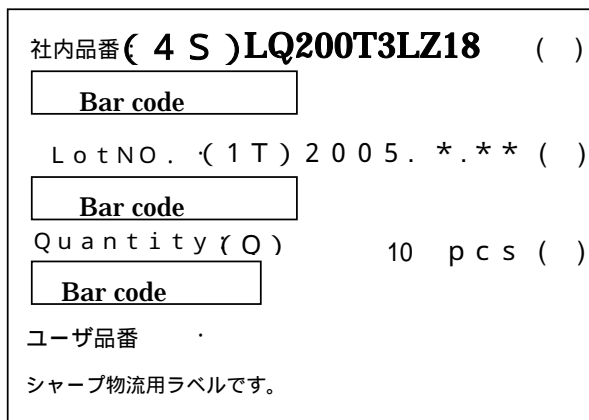 社内品番:(4S)LQ200T3LZ18 ( )
Bar code
LotNO.:(1T)2005.*.** ( )
Bar code
Quantity:(Q) 10 pcs ( )
Bar code
ユーザ品番 :
シャープ物流用ラベルです。